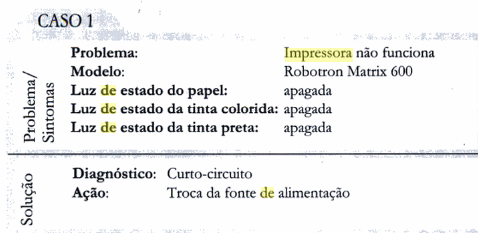 CASO 1
Problema: Impressora não funciona
Modelo: Robotron Matrix 600
Luz de estado do papel: apagada
Luz de estado da tinta colorida: apagada
Luz de estado da tinta preta: apagada
Problema/
Sintomas
Diagnóstico: Curto-circuito
Ação: Troca da fonte de alimentação
Solução